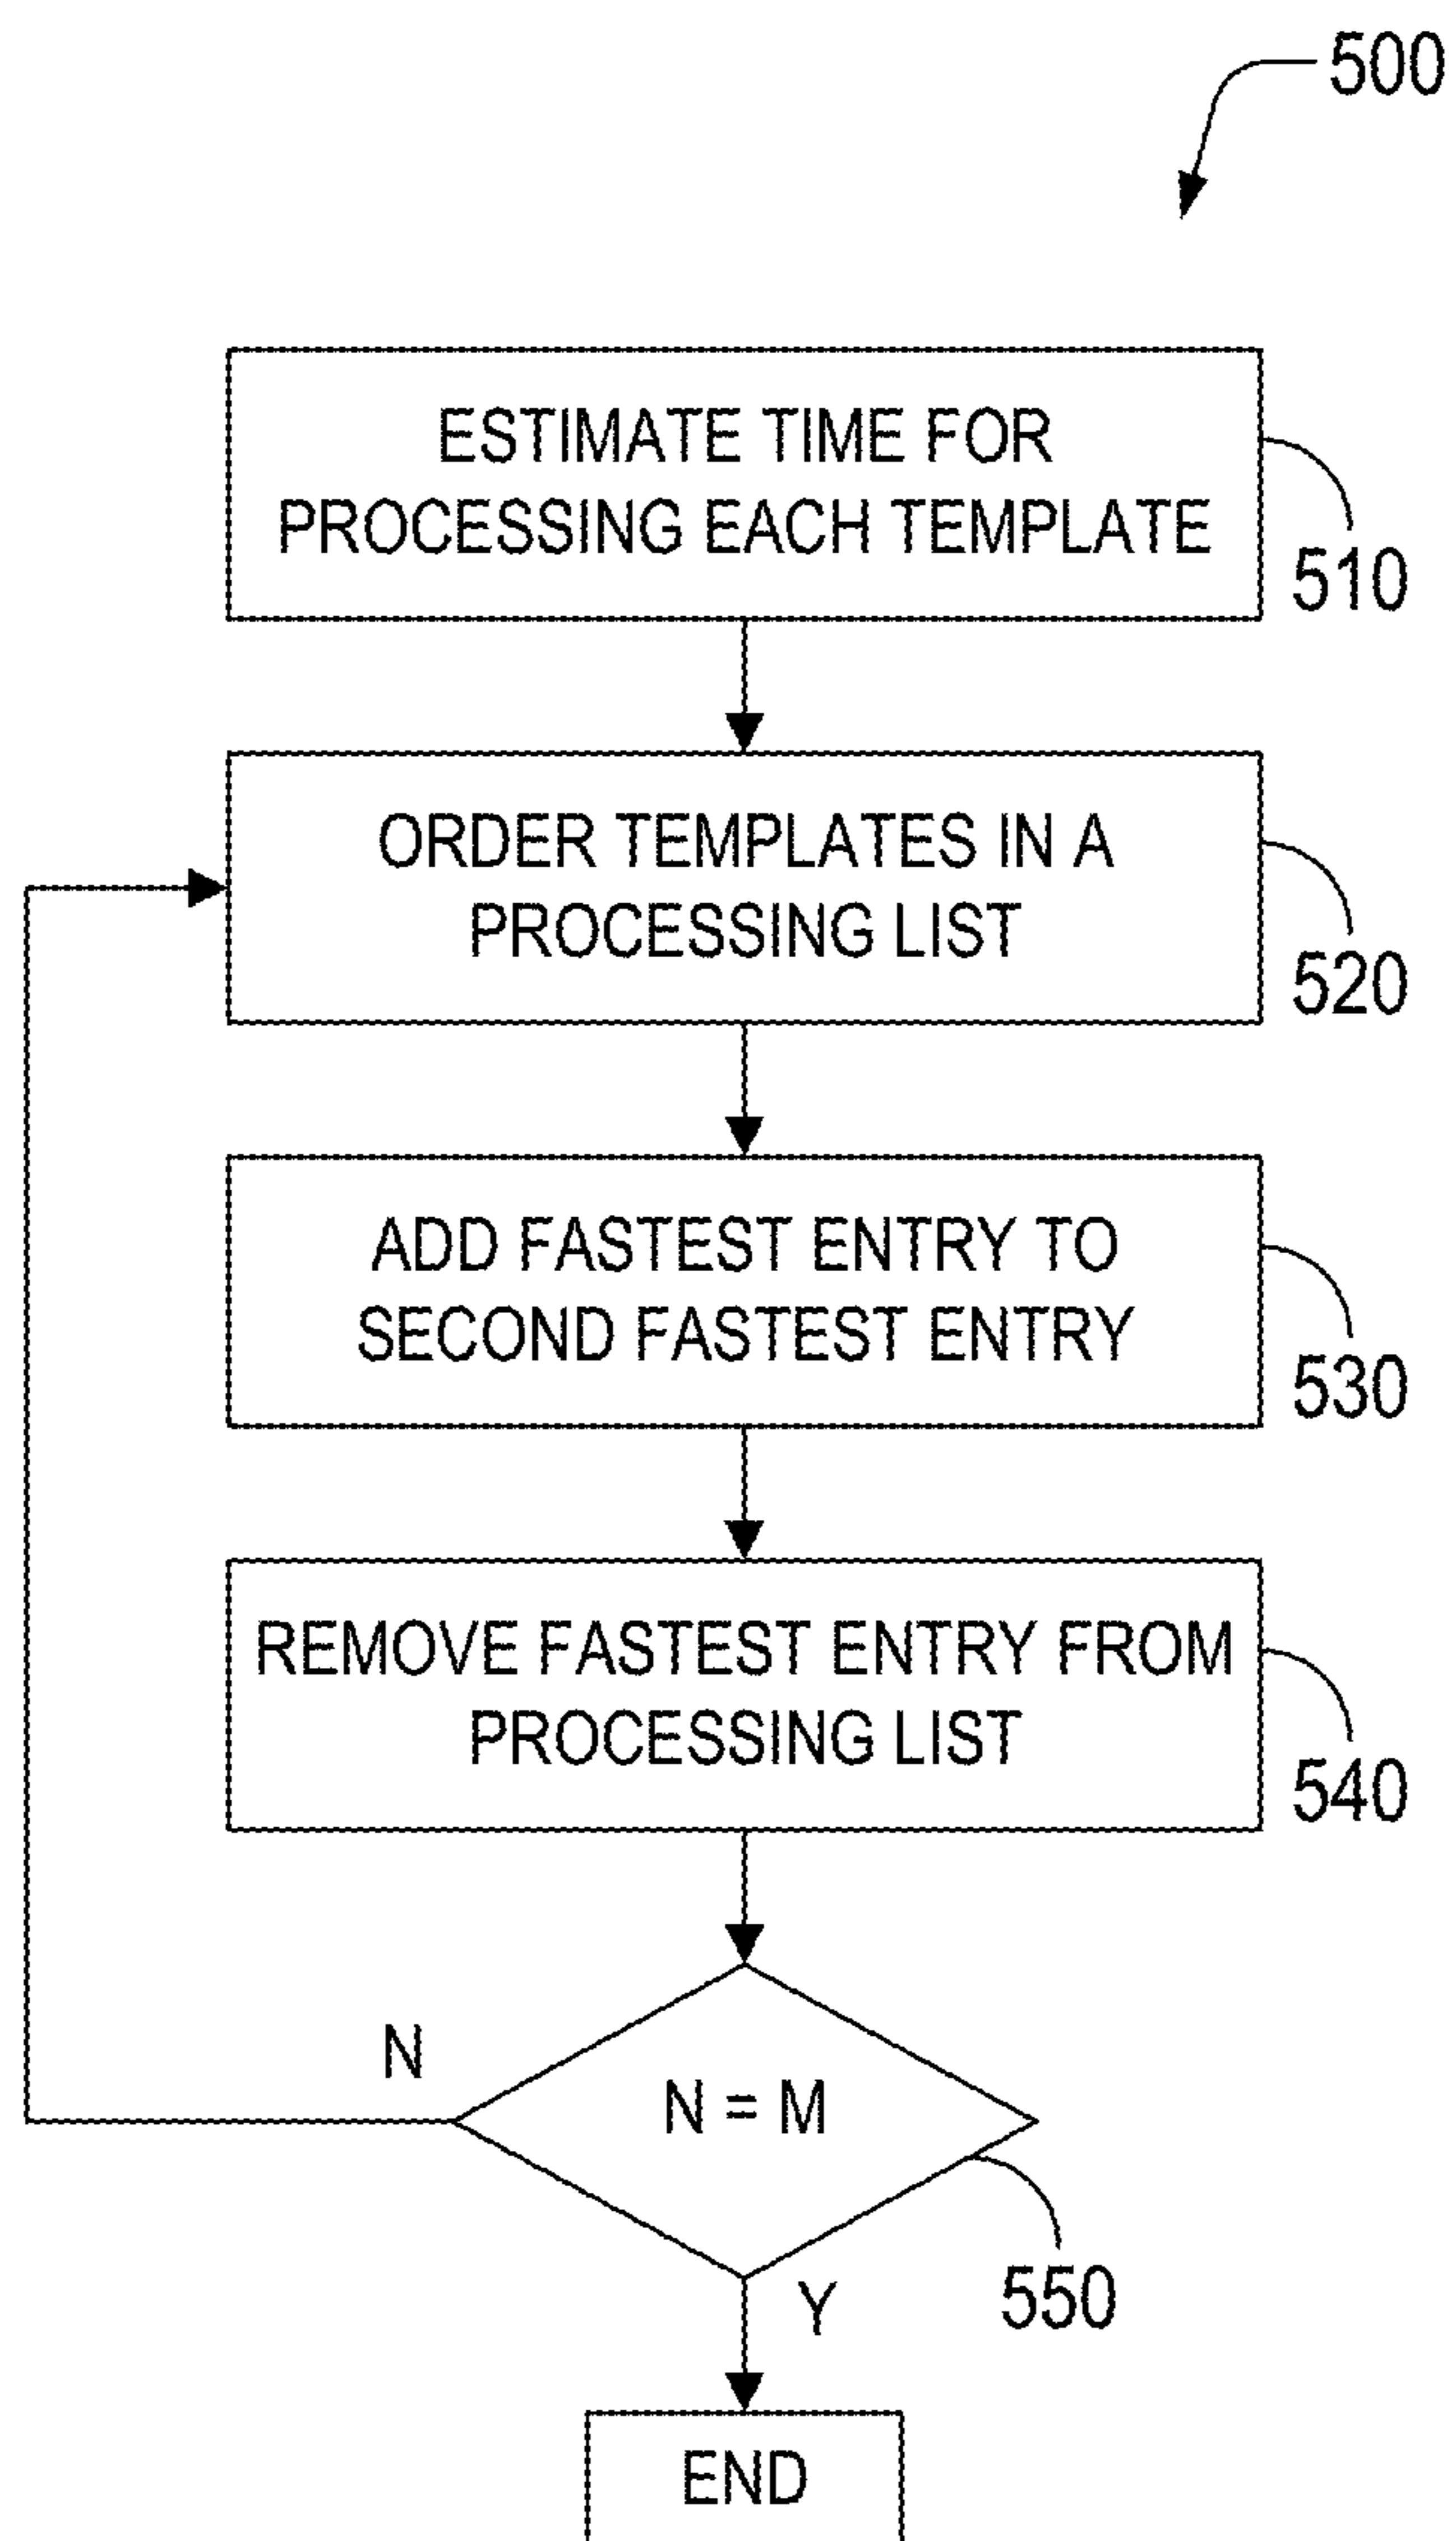 500
ESTIMATE TIME FOR
PROCESSING EACH TEMPLATE
510
ORDER TEMPLATES IN A
PROCESSING LIST
520
ADD FASTEST ENTRY TO
SECOND FASTEST ENTRY
530
REMOVE FASTEST ENTRY FROM
PROCESSING LIST
540
N
N = M
550
Y
END